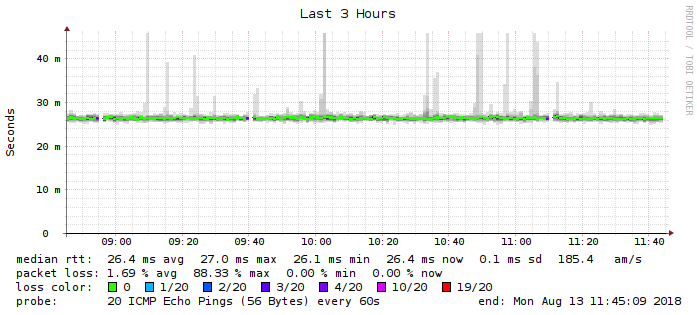 Last 3 Hours
RRDTOOL / TOBI OETIKER
Seconds
40 m
30 m
20 m
10 m
0
09:00 09:20 09:40 10:00 10:20 10:40 11:00 11:20 11:40
median rtt: 26.4 ms avg 27.0 ms max 26.1 ms min 26.4 ms now 0.1 ms sd 185.4 am/s
packet loss: 1.69 % avg 88.33 % max 0.00 % min 0.00 % now
loss color: 0 1/20 2/20 3/20 4/20 10/20 19/20
probe: 20 ICMP Echo Pings (56 Bytes) every 60s end: Mon Aug 13 11:45:09 2018